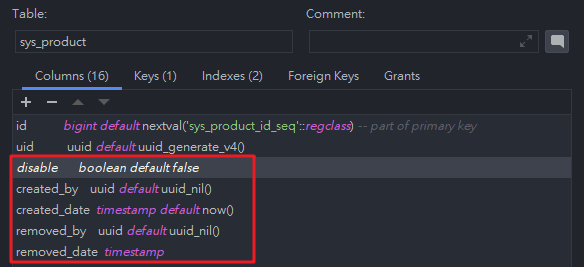 Table: Comment:
sys_product
Columns (16) Keys (1) Indexes (2) Foreign Keys Grants
id bigint default nextval('sys_product_id_seq'::regclass) -- part of primary key
uid uuid default uuid_generate_v4()
disable boolean default false
created_by uuid default uuid_nil()
created_date timestamp default now()
removed_by uuid default uuid_nil()
removed_date timestamp